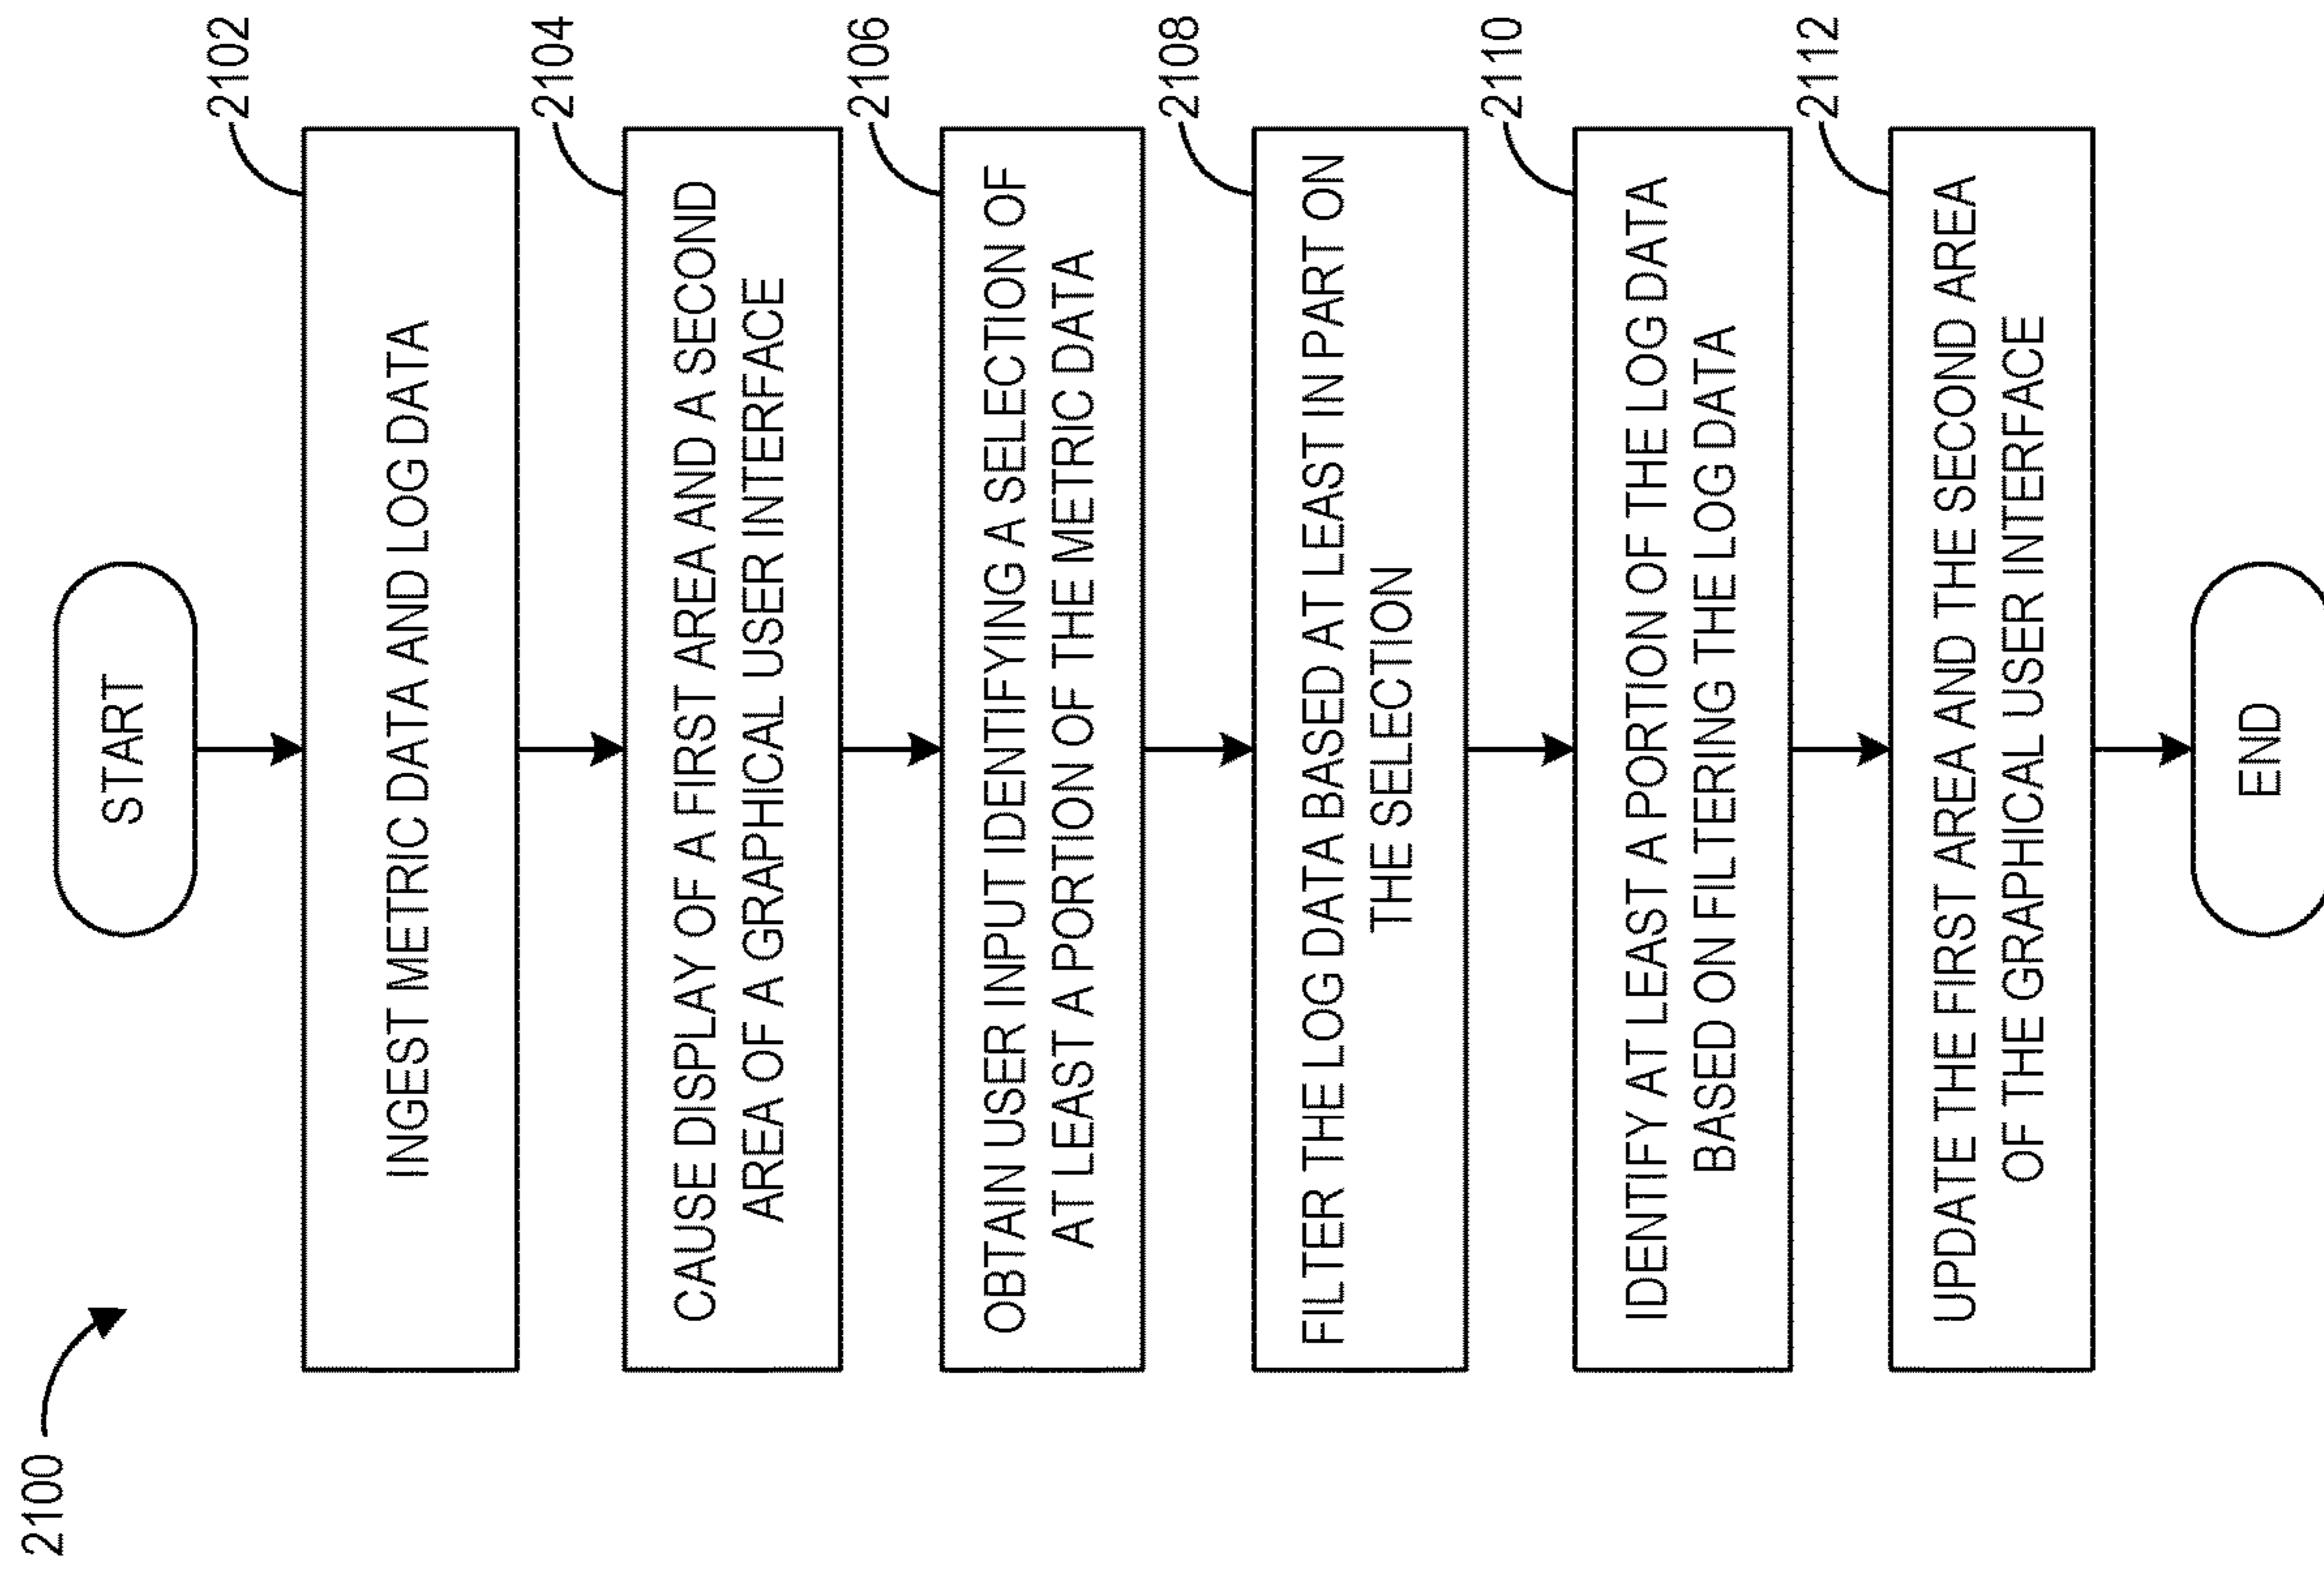 2100
START
2102
INGEST METRIC DATA AND LOG DATA
2104
CAUSE DISPLAY OF A FIRST AREA AND A SECOND
AREA OF A GRAPHICAL USER INTERFACE
2106
OBTAIN USER INPUT IDENTIFYING A SELECTION OF
AT LEAST A PORTION OF THE METRIC DATA
2108
FILTER THE LOG DATA BASED AT LEAST IN PART ON
THE SELECTION
2110
IDENTIFY AT LEAST A PORTION OF THE LOG DATA
BASED ON FILTERING THE LOG DATA
2112
UPDATE THE FIRST AREA AND THE SECOND AREA
OF THE GRAPHICAL USER INTERFACE
END